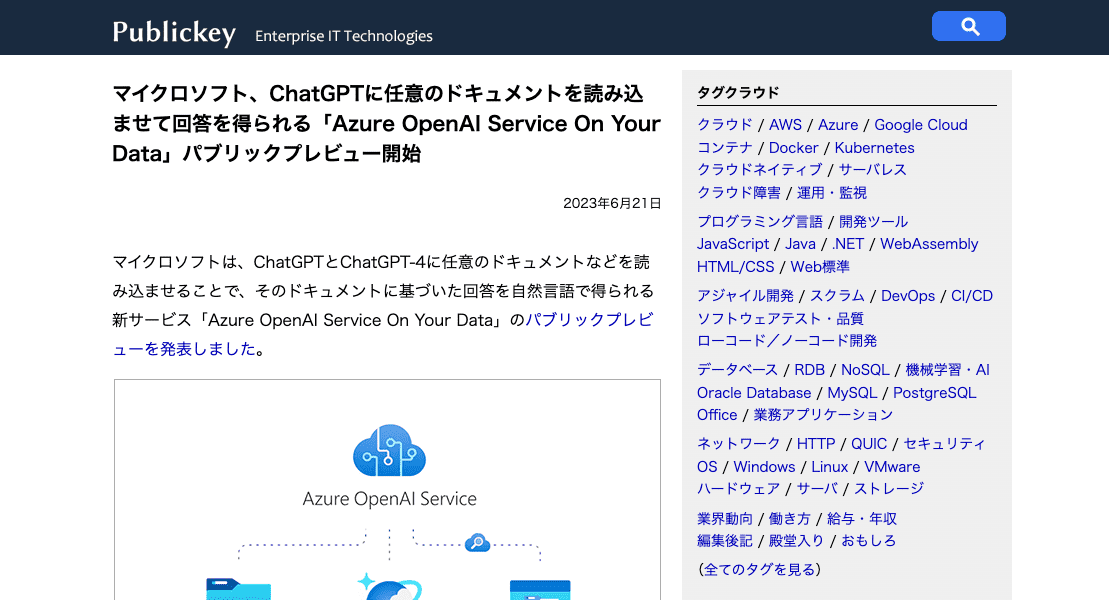 Publickey Enterprise IT Technologies
マイクロソフト、ChatGPTに任意のドキュメントを読み込
ませて回答を得られる「Azure OpenAI Service On Your
Data」パブリックプレビュー開始
2023年6月21日
マイクロソフトは、ChatGPTとChatGPT-4に任意のドキュメントなどを読
み込ませることで、そのドキュメントに基づいた回答を自然言語で得られる
新サービス「Azure OpenAI Service On Your Data」のパブリックプレビ
ューを発表しました。
Azure OpenAI Service
タグクラウド
クラウド / AWS / Azure / Google Cloud
コンテナ / Docker / Kubernetes
クラウドネイティブ / サーバレス
クラウド障害 / 運用・監視
プログラミング言語 / 開発ツール
JavaScript / Java / .NET / WebAssembly
HTML/CSS / Web標準
アジャイル開発 / スクラム / DevOps / CI/CD
ソフトウェアテスト・品質
ローコード／ノーコード開発
データベース / RDB / NoSQL / 機械学習・AI
Oracle Database / MySQL / PostgreSQL
Office / 業務アプリケーション
ネットワーク / HTTP / QUIC / セキュリティ
OS / Windows / Linux / VMware
ハードウェア / サーバ / ストレージ
業界動向 / 働き方 / 給与・年収
編集後記 / 殿堂入り / おもしろ
（全てのタグを見る）